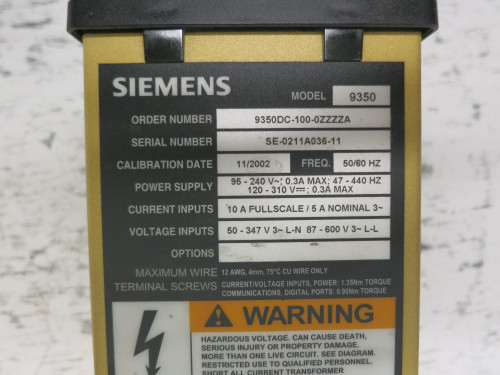 SIEMENS
MODEL 9350
ORDER NUMBER 9350DC-100-0ZZZZA
SERIAL NUMBER SE-0211A036-11
CALIBRATION DATE 11/2002 FREQ. 50/60 HZ
POWER SUPPLY 95 - 240 V~; 0.3A MAX; 47 - 440 HZ
120 - 310 V⎓; 0.3A MAX
CURRENT INPUTS 10 A FULLSCALE / 5 A NOMINAL 3~
VOLTAGE INPUTS 50 - 347 V 3~ L-N 87 - 600 V 3~ L-L
OPTIONS
MAXIMUM WIRE 12 AWG, 4mm, 75°C CU WIRE ONLY
TERMINAL SCREWS CURRENT/VOLTAGE INPUTS, POWER: 1.35Nm TORQUE
COMMUNICATIONS, DIGITAL PORTS: 0.90Nm TORQUE
WARNING
HAZARDOUS VOLTAGE. CAN CAUSE DEATH,
SERIOUS INJURY OR PROPERTY DAMAGE.
MORE THAN ONE LIVE CIRCUIT. SEE DIAGRAM.
RESTRICTED USE TO QUALIFIED PERSONNEL.
SHORT ALL CURRENT TRANSFORMER